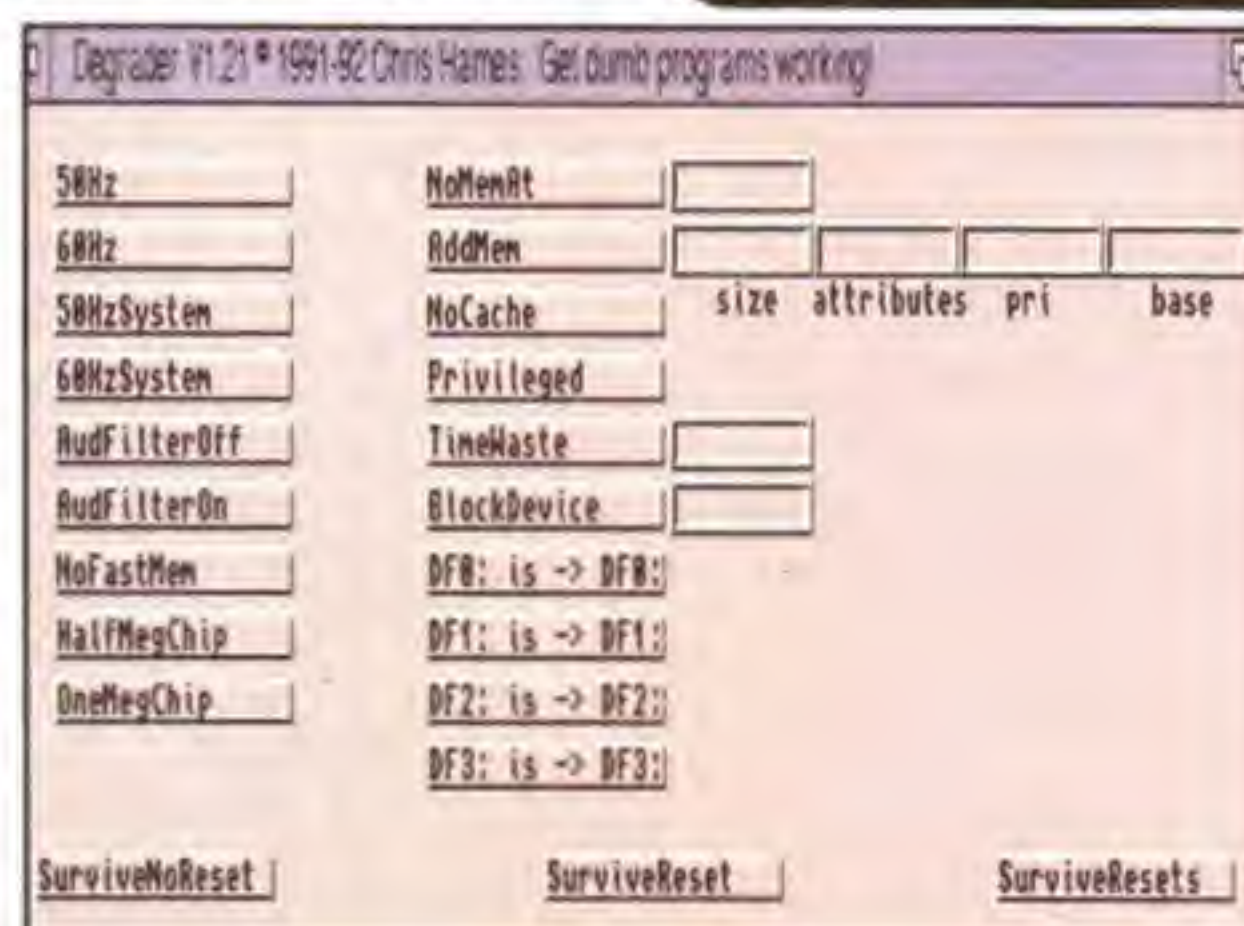 Degrader V1.21 © 1991-92 Chris Hames. Get dumb programs working!
50Hz
60Hz
50HzSystem
60HzSystem
AudFilterOff
AudFilterOn
NoFastMem
HalfMegChip
OneMegChip
NoMemAt
AddMem
size attributes pri base
NoCache
Privileged
TimeWaste
BlockDevice
DF0: is -> DF0:
DF1: is -> DF1:
DF2: is -> DF2:
DF3: is -> DF3:
SurviveNoReset SurviveReset SurviveResets